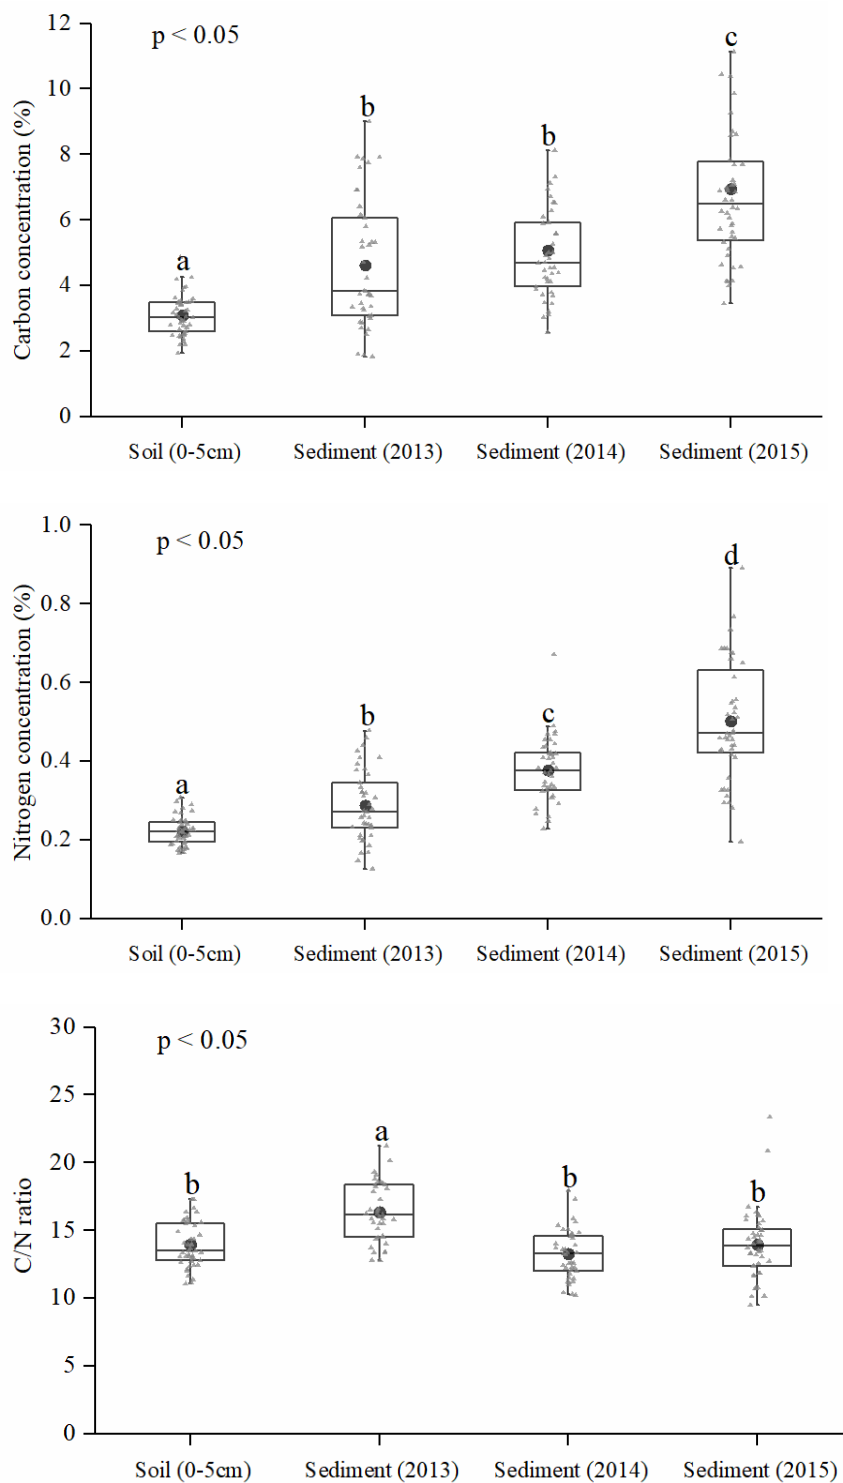 12
10
8
6
4
2
0
Carbon concentration (%)
p < 0.05
a
b
b
c
Soil (0-5cm)
Sediment (2013)
Sediment (2014)
Sediment (2015)
1.0
0.8
0.6
0.4
0.2
0.0
Nitrogen concentration (%)
p < 0.05
a
b
c
d
Soil (0-5cm)
Sediment (2013)
Sediment (2014)
Sediment (2015)
30
25
20
15
10
5
0
C/N ratio
p < 0.05
b
a
b
b
Soil (0-5cm)
Sediment (2013)
Sediment (2014)
Sediment (2015)